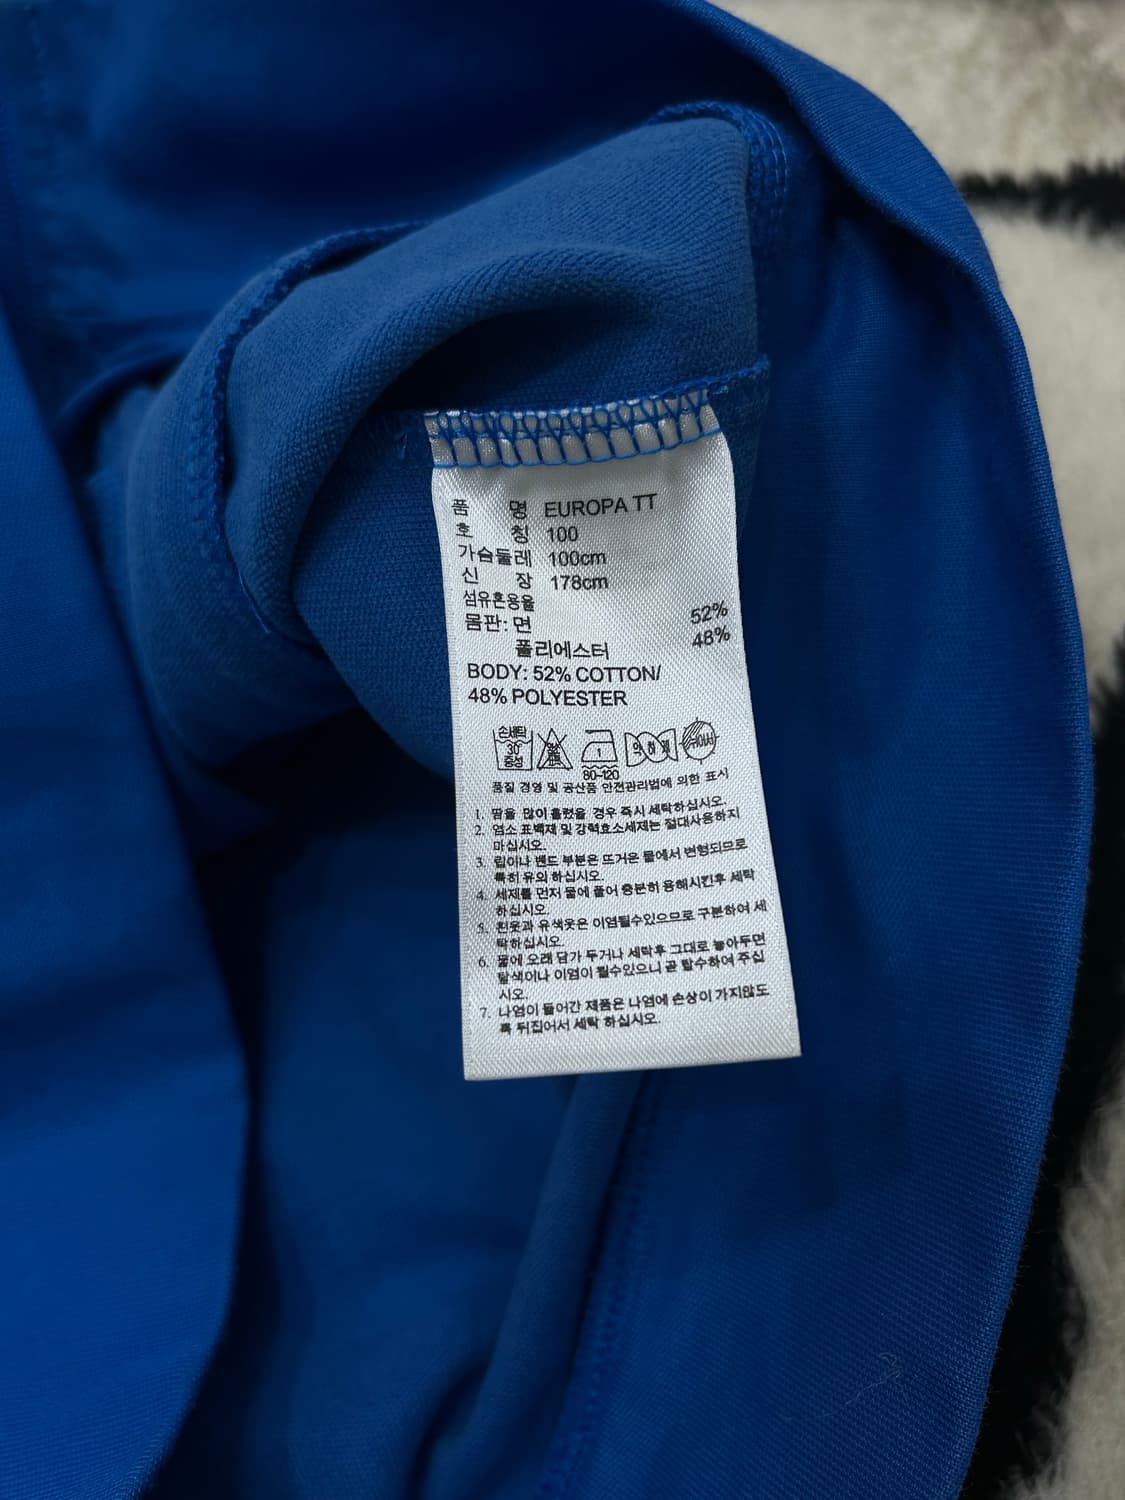 품 명 EUROPA TT
호 칭 100
가슴둘레 100cm
신 장 178cm
섬유혼용율
몸판: 면 52%
폴리에스터 48%
BODY: 52% COTTON/
48% POLYESTER
손세탁
30
중성
1
80~120
드라이
품질 경영 및 공산품 안전관리법에 의한 표시
1. 땀을 많이 흘렸을 경우 즉시 세탁하십시오.
2. 염소 표백제 및 강력효소세제는 절대사용하지
마십시오.
3. 립이나 밴드 부분은 뜨거운 물에서 변형되므로
특히 유의 하십시오.
4. 세제를 먼저 물에 풀어 충분히 용해시킨후 세탁
하십시오.
5. 흰옷과 유색옷은 이염될수있으므로 구분하여 세
탁하십시오.
6. 물에 오래 담가 두거나 세탁후 그대로 놓아두면
탈색이나 이염이 될수있으니 곧 탈수하여 주십
시오.
7. 나염이 들어간 제품은 나염에 손상이 가지않도
록 뒤집어서 세탁 하십시오.